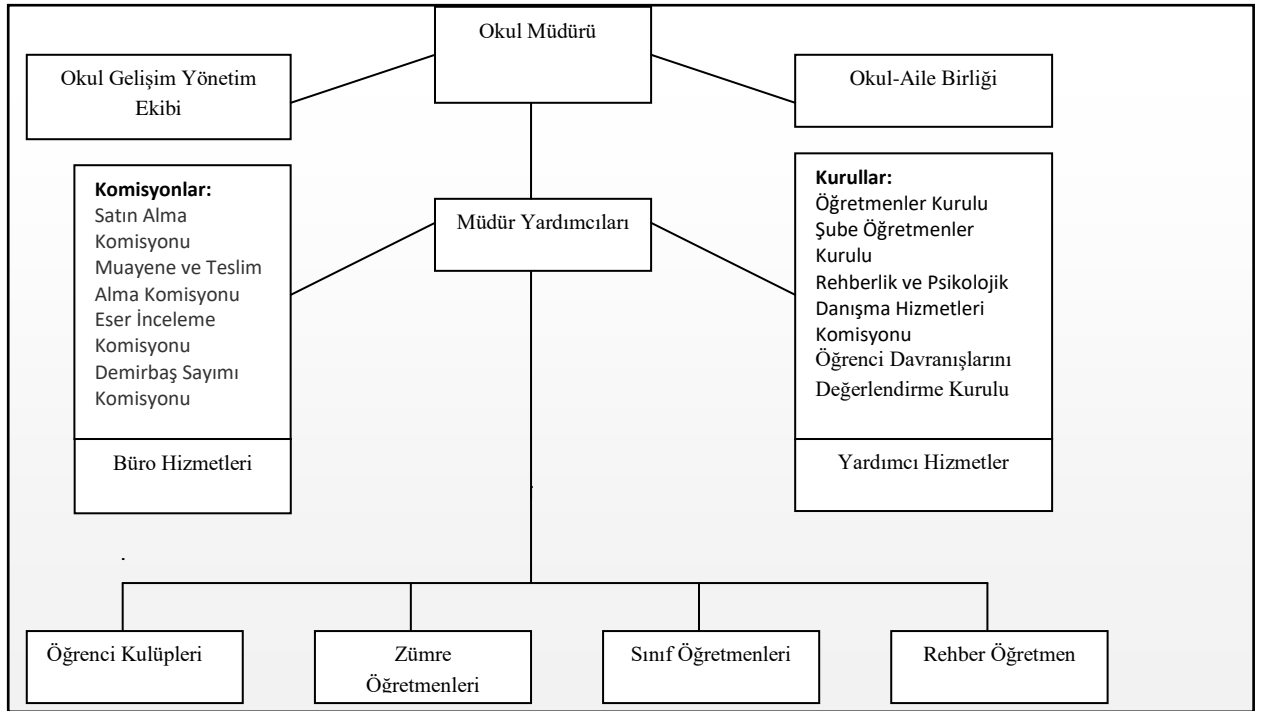 Okul Müdürü
Okul Gelişim Yönetim
Ekibi
Okul-Aile Birliği
Komisyonlar:
Satın Alma
Komisyonu
Muayene ve Teslim
Alma Komisyonu
Eser İnceleme
Komisyonu
Demirbaş Sayımı
Komisyonu
Büro Hizmetleri
Müdür Yardımcıları
Kurullar:
Öğretmenler Kurulu
Şube Öğretmenler
Kurulu
Rehberlik ve Psikolojik
Danışma Hizmetleri
Komisyonu
Öğrenci Davranışlarını
Değerlendirme Kurulu
Yardımcı Hizmetler
Öğrenci Kulüpleri
Zümre
Öğretmenleri
Sınıf Öğretmenleri
Rehber Öğretmen